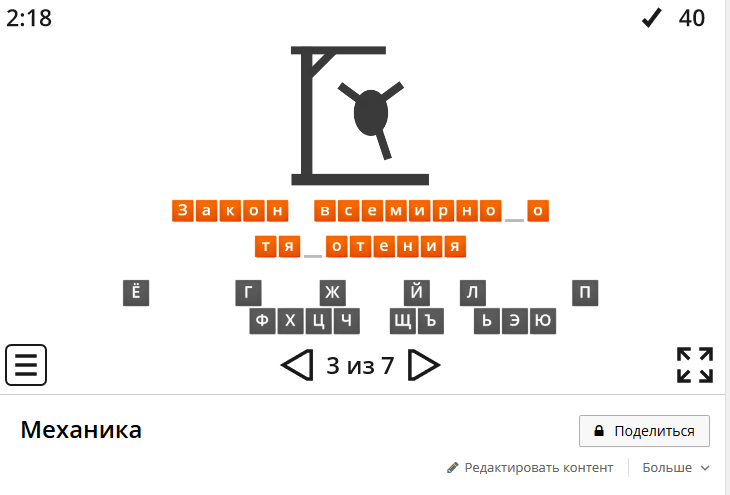 2:18 40
Закон всемирно_о
тя_отения
Ё Г Ж Й Л П
Ф Х Ц Ч Щ Ъ Ь Э Ю
3 из 7
Механика
Поделиться
Редактировать контент Больше